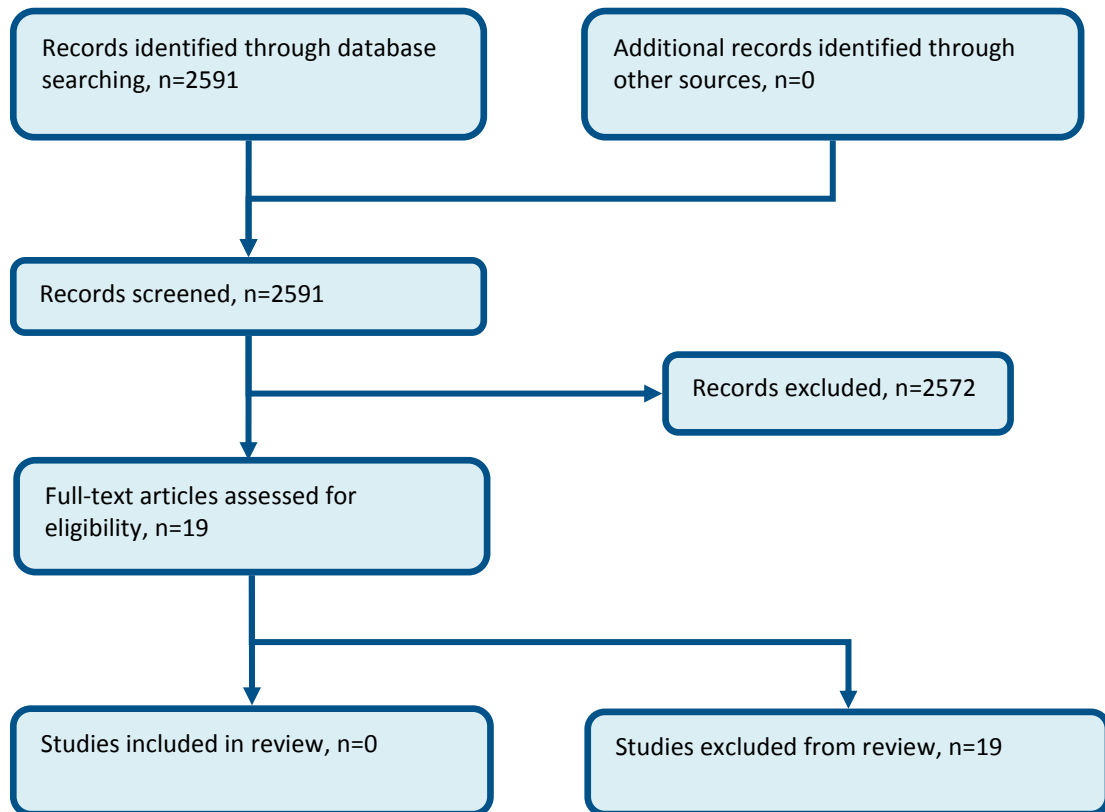 Records identified through database
searching, n=2591
Additional records identified through
other sources, n=0
Records screened, n=2591
Records excluded, n=2572
Full-text articles assessed for
eligibility, n=19
Studies included in review, n=0
Studies excluded from review, n=19